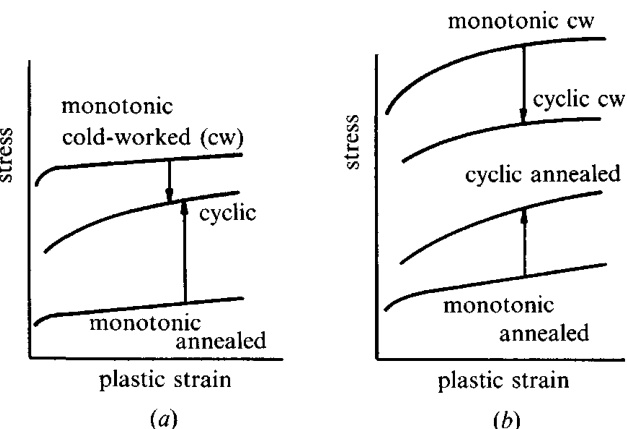 monotonic
cold-worked (cw)
cyclic
monotonic
annealed
stress
plastic strain
(a)
monotonic cw
cyclic cw
cyclic annealed
monotonic
annealed
stress
plastic strain
(b)